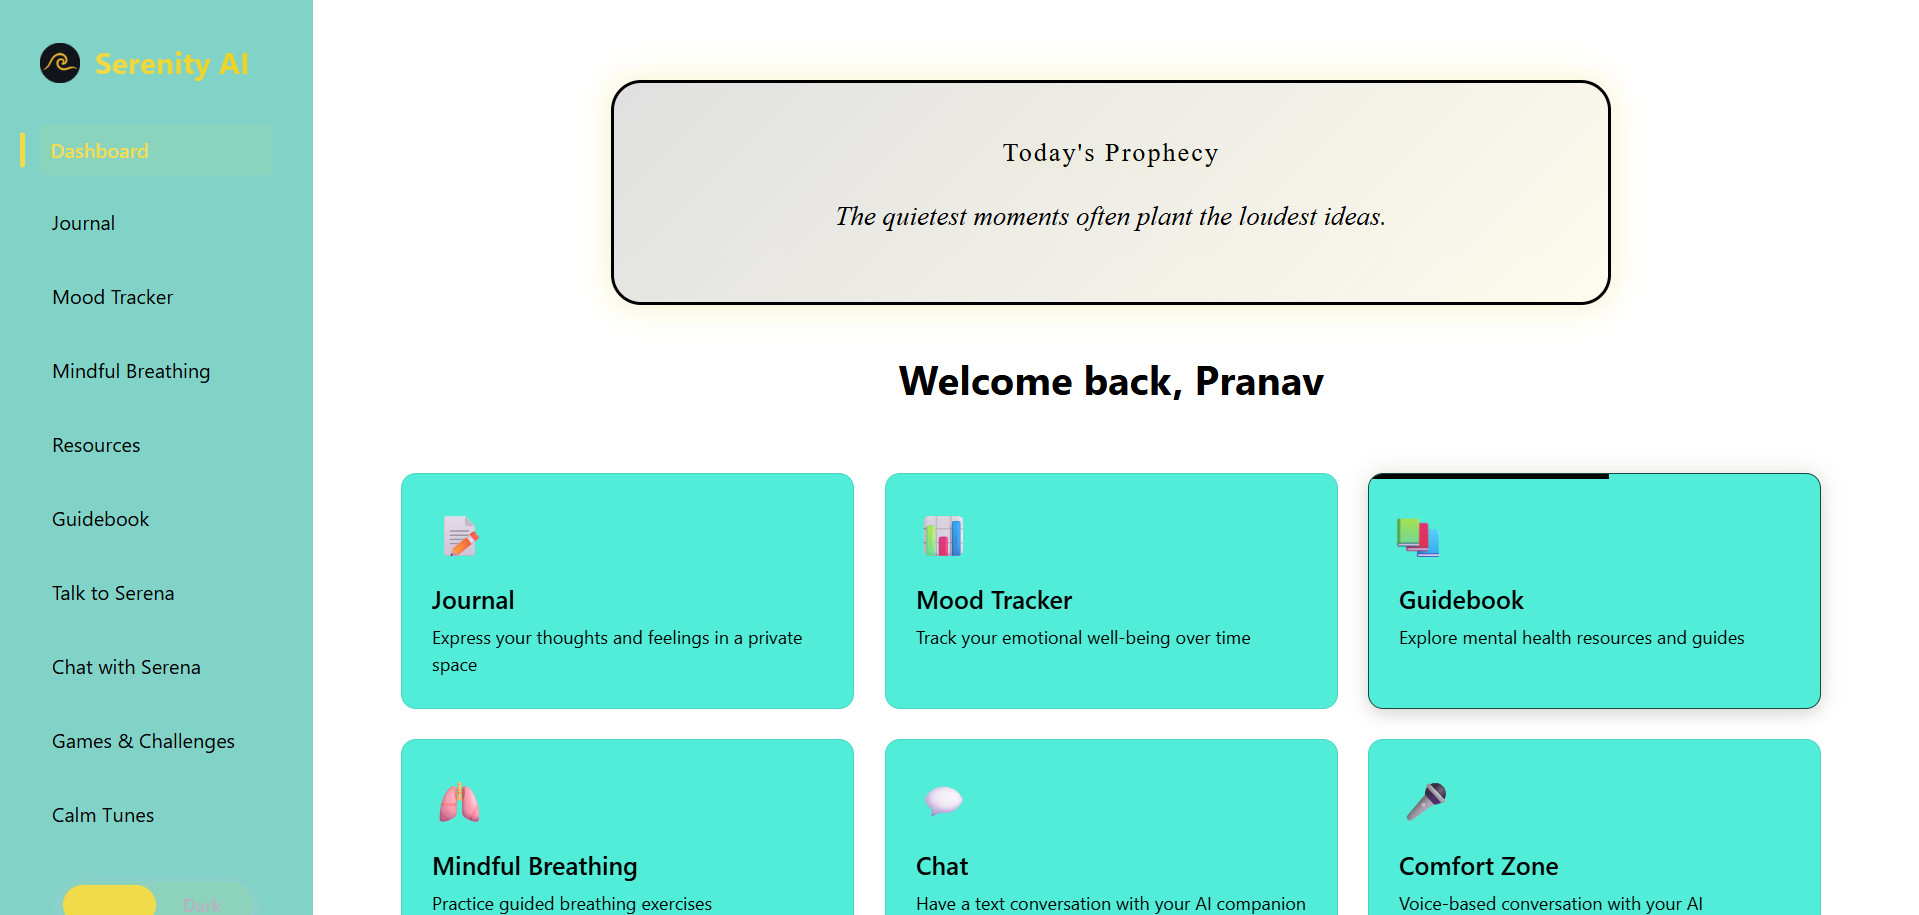 Serenity AI
Dashboard
Journal
Mood Tracker
Mindful Breathing
Resources
Guidebook
Talk to Serena
Chat with Serena
Games & Challenges
Calm Tunes
Dark
Today's Prophecy
The quietest moments often plant the loudest ideas.
Welcome back, Pranav
Journal
Express your thoughts and feelings in a private
space
Mood Tracker
Track your emotional well-being over time
Guidebook
Explore mental health resources and guides
Mindful Breathing
Practice guided breathing exercises
Chat
Have a text conversation with your AI companion
Comfort Zone
Voice-based conversation with your AI